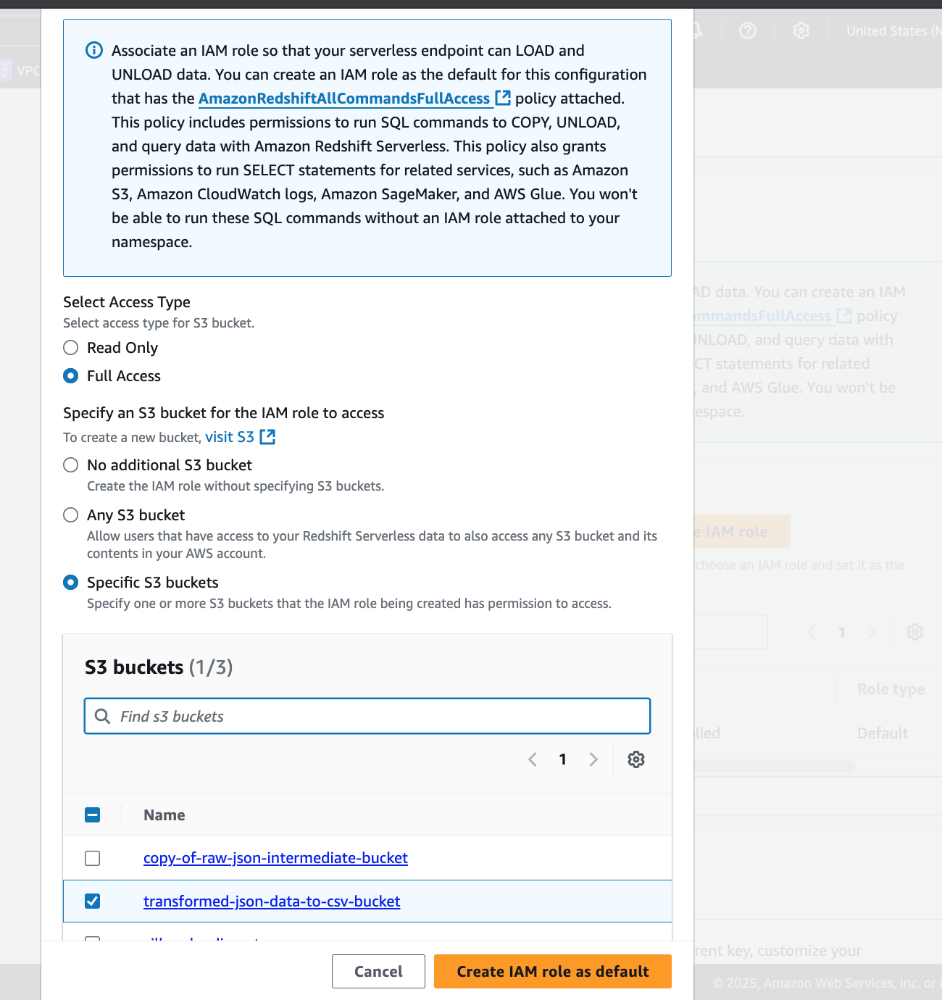 Associate an IAM role so that your serverless endpoint can LOAD and
UNLOAD data. You can create an IAM role as the default for this configuration
that has the AmazonRedshiftAllCommandsFullAccess policy attached.
This policy includes permissions to run SQL commands to COPY, UNLOAD,
and query data with Amazon Redshift Serverless. This policy also grants
permissions to run SELECT statements for related services, such as Amazon
S3, Amazon CloudWatch logs, Amazon SageMaker, and AWS Glue. You won't
be able to run these SQL commands without an IAM role attached to your
namespace.
Select Access Type
Select access type for S3 bucket.
Read Only
Full Access
Specify an S3 bucket for the IAM role to access
To create a new bucket, visit S3
No additional S3 bucket
Create the IAM role without specifying S3 buckets.
Any S3 bucket
Allow users that have access to your Redshift Serverless data to also access any S3 bucket and its
contents in your AWS account.
Specific S3 buckets
Specify one or more S3 buckets that the IAM role being created has permission to access.
S3 buckets (1/3)
Find s3 buckets
1
Name
copy-of-raw-json-intermediate-bucket
transformed-json-data-to-csv-bucket
Cancel
Create IAM role as default
VPC
United States (N
AD data. You can create an IAM
ommandsFullAccess policy
UNLOAD, and query data with
CT statements for related
, and AWS Glue. You won't be
espace.
e IAM role
choose an IAM role and set it as the
1
Role type
lied
Default
rent key, customize your
© 2025, Amazon Web Services, Inc. or